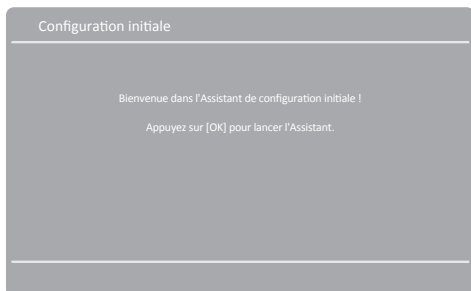 Configuration initiale
Bienvenue dans l'Assistant de configuration initiale !
Appuyez sur [OK] pour lancer l'Assistant.